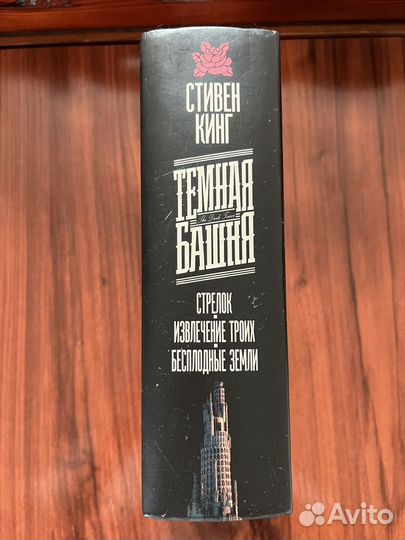 СТИВЕН
КИНГ
ТЕМНАЯ
The Dark Tower
БАШНЯ
СТРЕЛОК
ИЗВЛЕЧЕНИЕ ТРОИХ
БЕСПЛОДНЫЕ ЗЕМЛИ
Avito